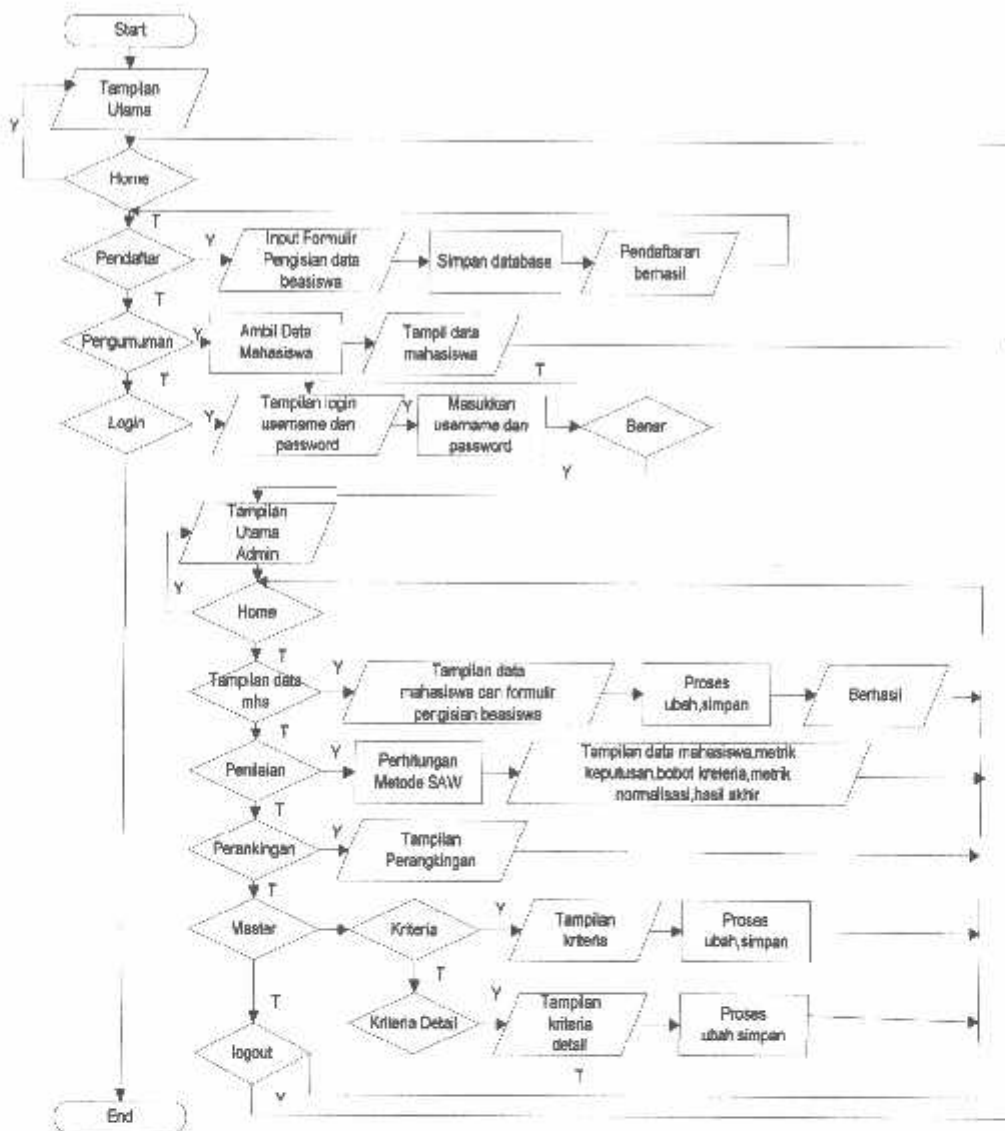 Start
Tampilan
Utama
Y
Home
T
Pendaftar
Y
Input Formulir
Pengisian data
beasiswa
Simpan database
Pendaftaran
berhasil
T
Pengumuman
Y
Ambil Data
Mahasiswa
Tampil data
mahasiswa
T
Login
Y
Tampilan login
username dan
password
Y
Masukkan
username dan
password
T
Benar
Y
Tampilan
Utama
Admin
Y
Home
T
Tampilan data
mhs
Y
Tampilan data
mahasiswa dan formulir
pengisian beasiswa
Proses
ubah,simpan
Berhasil
T
Penilaian
Y
Perhitungan
Metode SAW
Tampilan data mahasiswa,metrik
keputusan,bobot kreteria,metrik
normalisasi,hasil akhir
T
Perankingan
Y
Tampilan
Perangkingan
T
Master
Kriteria
Y
Tampilan
kriteria
Proses
ubah,simpan
T
T
Kriteria Detail
Y
Tampilan
kriteria
detail
Proses
ubah simpan
logout
T
Y
End